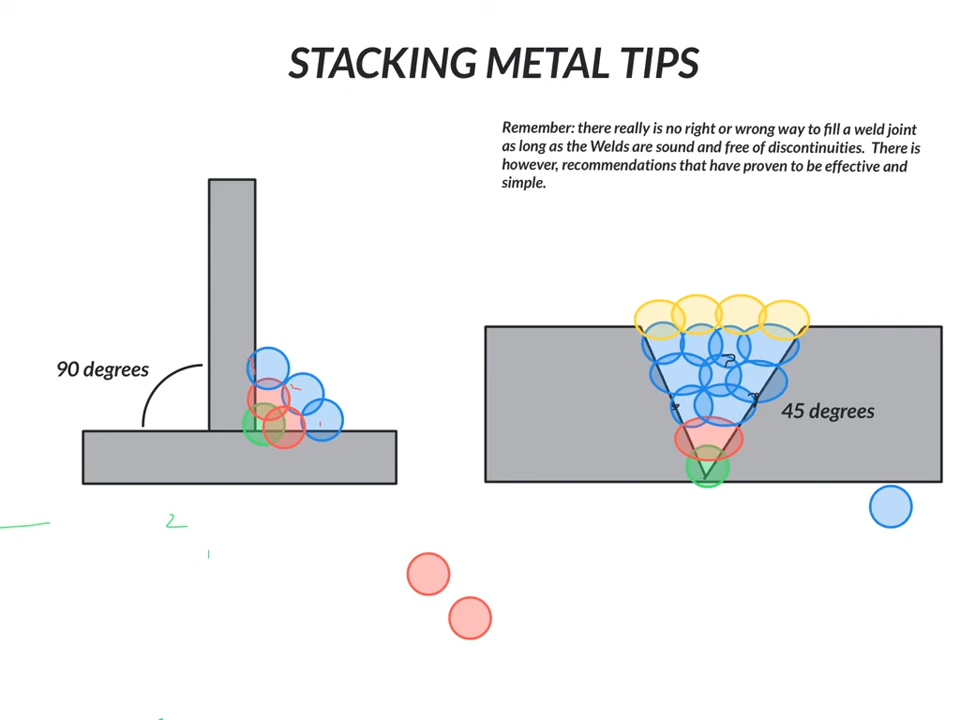 STACKING METAL TIPS
Remember: there really is no right or wrong way to fill a weld joint
as long as the Welds are sound and free of discontinuities.  There is
however, recommendations that have proven to be effective and
simple.
90 degrees
45 degrees
2
1